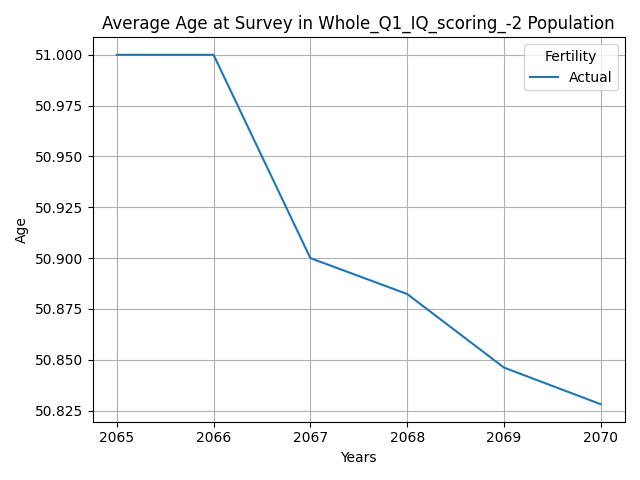 Average Age at Survey in Whole_Q1_IQ_scoring_-2 Population
51.000
50.975
50.950
50.925
50.900
50.875
50.850
50.825
Age
Fertility
Actual
2065 2066 2067 2068 2069 2070
Years